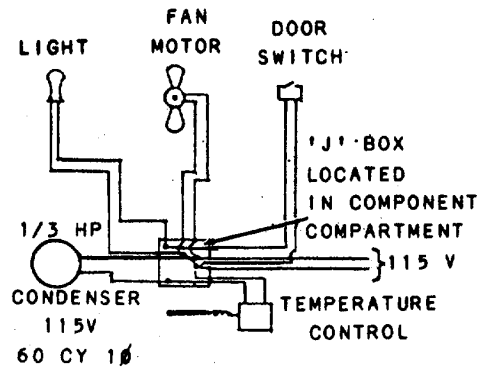 FAN
MOTOR
LIGHT
DOOR
SWITCH
'J' BOX
LOCATED
IN COMPONENT
COMPARTMENT
1/3 HP
115 V
CONDENSER
115V
60 CY 1Ø
TEMPERATURE
CONTROL